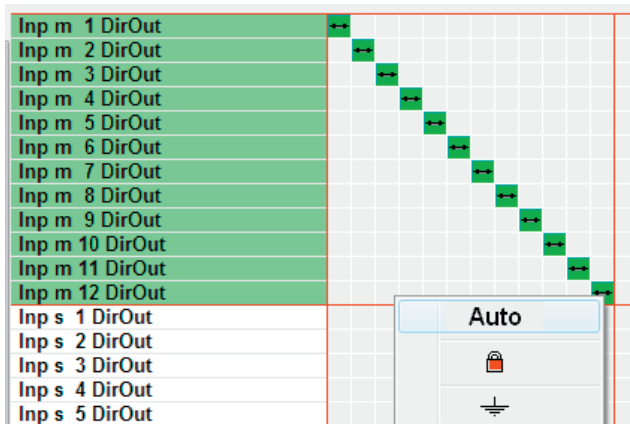 Inp m 1 DirOut
Inp m 2 DirOut
Inp m 3 DirOut
Inp m 4 DirOut
Inp m 5 DirOut
Inp m 6 DirOut
Inp m 7 DirOut
Inp m 8 DirOut
Inp m 9 DirOut
Inp m 10 DirOut
Inp m 11 DirOut
Inp m 12 DirOut
Inp s 1 DirOut
Auto
Inp s 2 DirOut
Inp s 3 DirOut
Inp s 4 DirOut
Inp s 5 DirOut